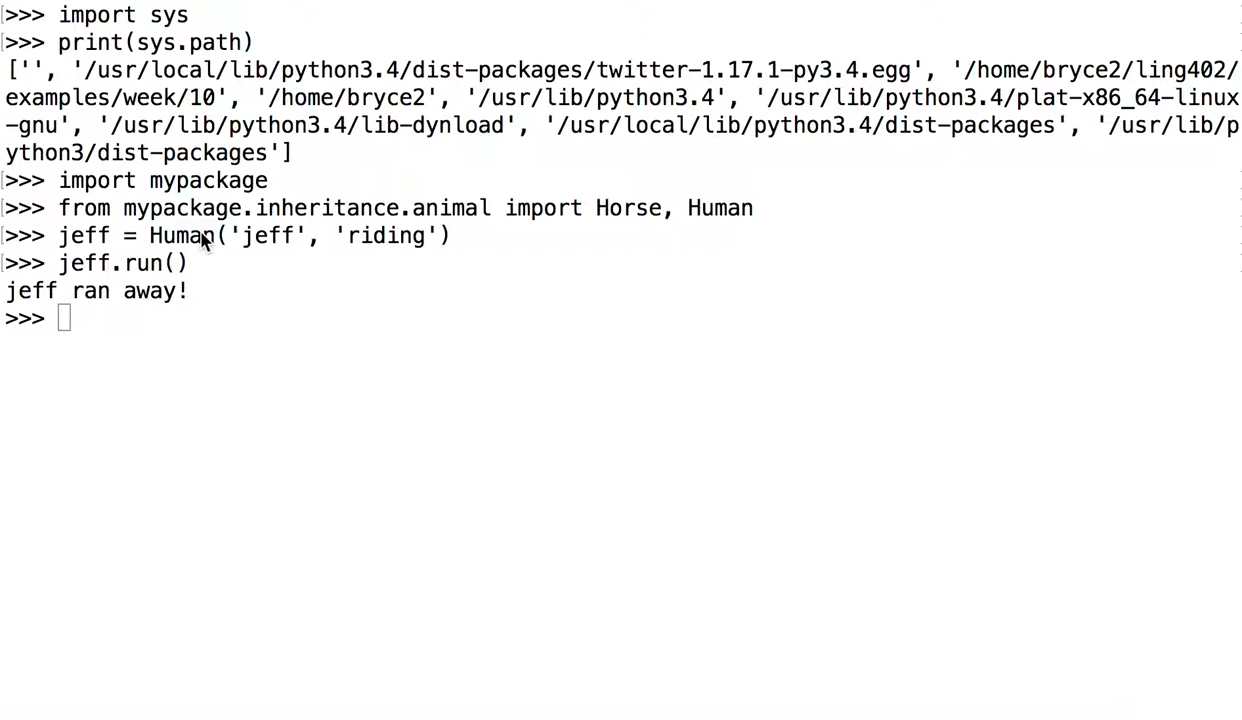 >>> import sys
>>> print(sys.path)
['', '/usr/local/lib/python3.4/dist-packages/twitter-1.17.1-py3.4.egg', '/home/bryce2/ling402/
examples/week/10', '/home/bryce2', '/usr/lib/python3.4', '/usr/lib/python3.4/plat-x86_64-linux
-gnu', '/usr/lib/python3.4/lib-dynload', '/usr/local/lib/python3.4/dist-packages', '/usr/lib/p
ython3/dist-packages']
>>> import mypackage
>>> from mypackage.inheritance.animal import Horse, Human
>>> jeff = Human('jeff', 'riding')
>>> jeff.run()
jeff ran away!
>>>